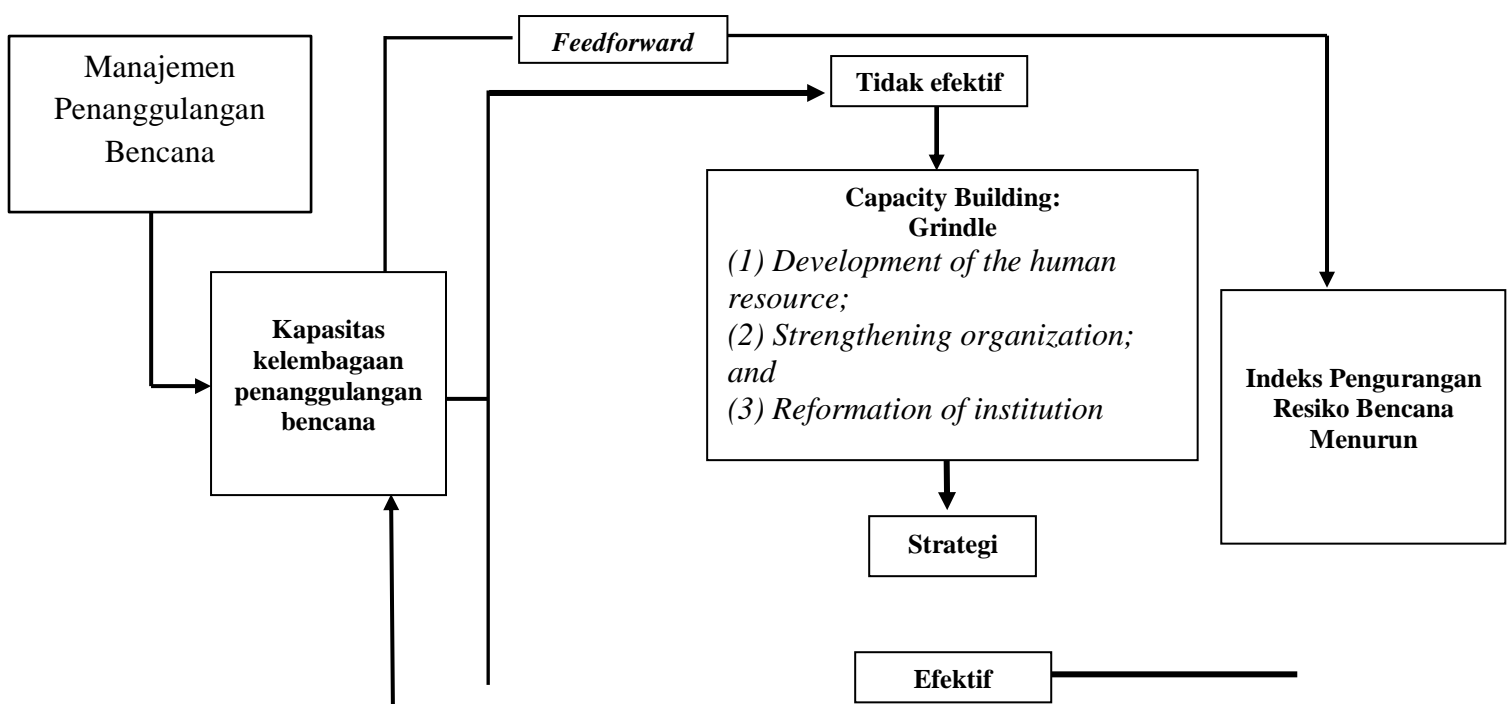 Feedforward
Manajemen
Penanggulangan
Bencana
Tidak efektif
Capacity Building:
Grindle
(1) Development of the human
resource;
(2) Strengthening organization;
and
(3) Reformation of institution
Kapasitas
kelembagaan
penanggulangan
bencana
Indeks Pengurangan
Resiko Bencana
Menurun
Strategi
Efektif